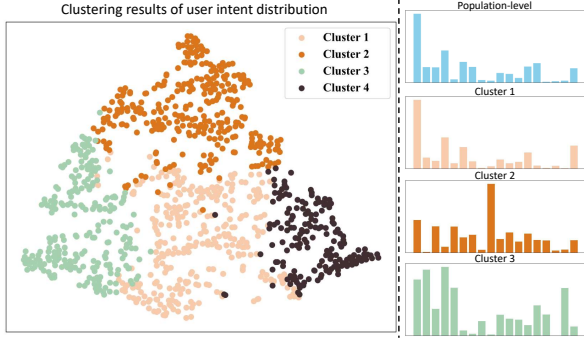 Clustering results of user intent distribution
Cluster 1
Cluster 2
Cluster 3
Cluster 4
Population-level
Cluster 1
Cluster 2
Cluster 3